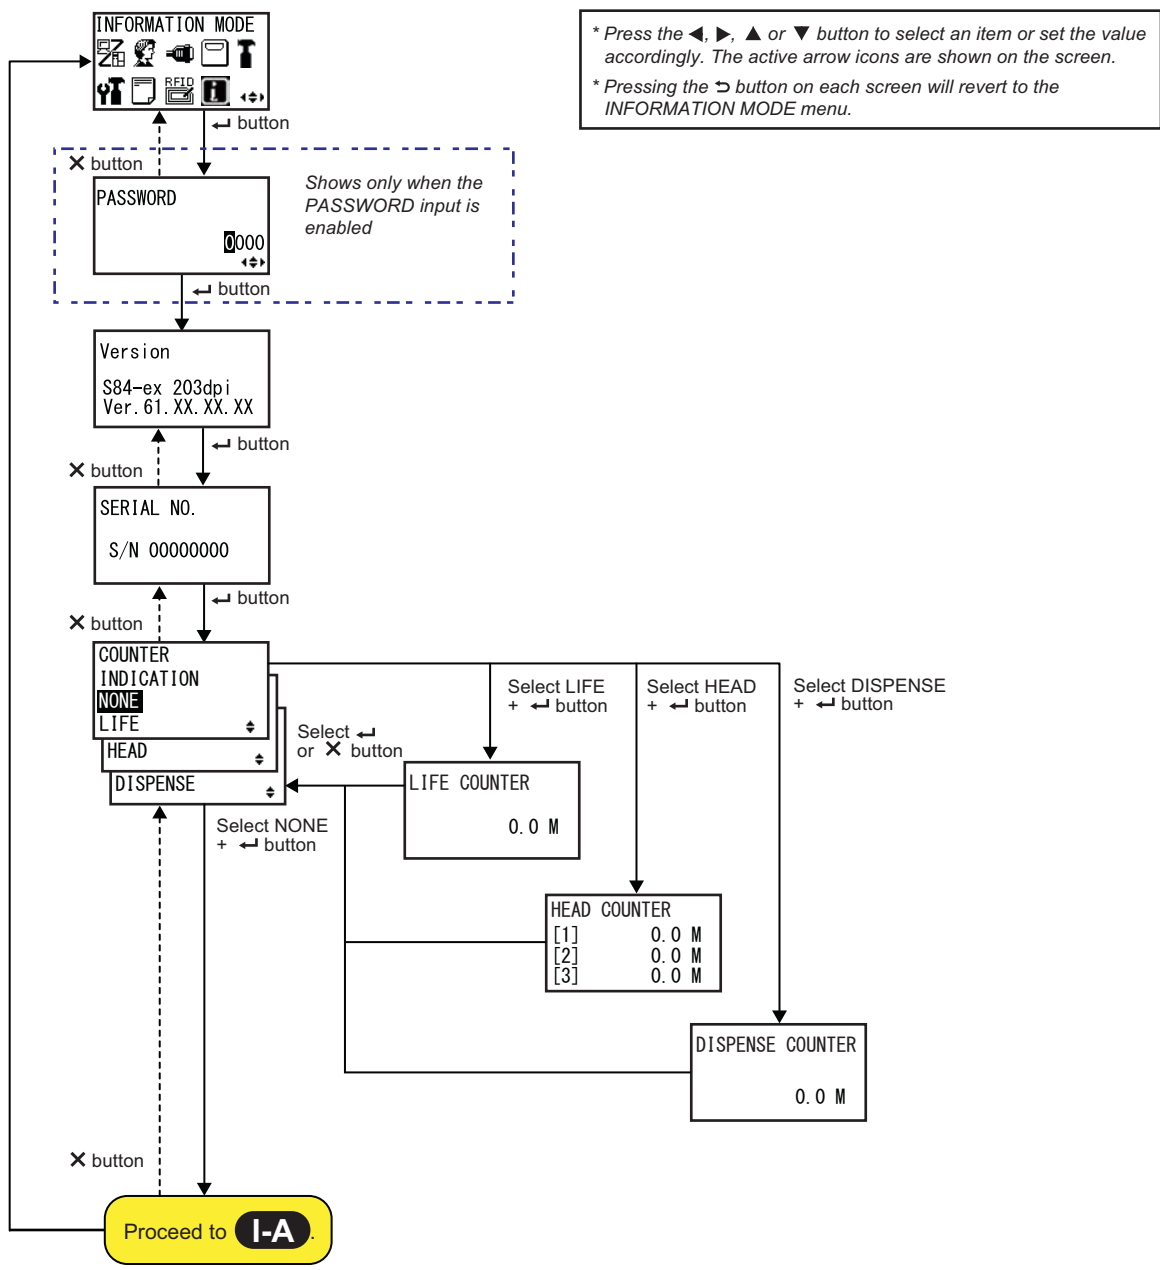 INFORMATION MODE
RFID
* Press the ◀, ▶, ▲ or ▼ button to select an item or set the value
accordingly. The active arrow icons are shown on the screen.
* Pressing the ⮌ button on each screen will revert to the
INFORMATION MODE menu.
↵ button
✕ button
PASSWORD
0000
Shows only when the
PASSWORD input is
enabled
↵ button
Version
S84-ex 203dpi
Ver.61.XX.XX.XX
↵ button
✕ button
SERIAL NO.
S/N 00000000
↵ button
✕ button
COUNTER
INDICATION
NONE
LIFE
HEAD
DISPENSE
Select LIFE
+ ↵ button
Select HEAD
+ ↵ button
Select DISPENSE
+ ↵ button
Select ↵
or ✕ button
LIFE COUNTER
0.0 M
Select NONE
+ ↵ button
HEAD COUNTER
[1] 0.0 M
[2] 0.0 M
[3] 0.0 M
DISPENSE COUNTER
0.0 M
✕ button
Proceed to I-A.